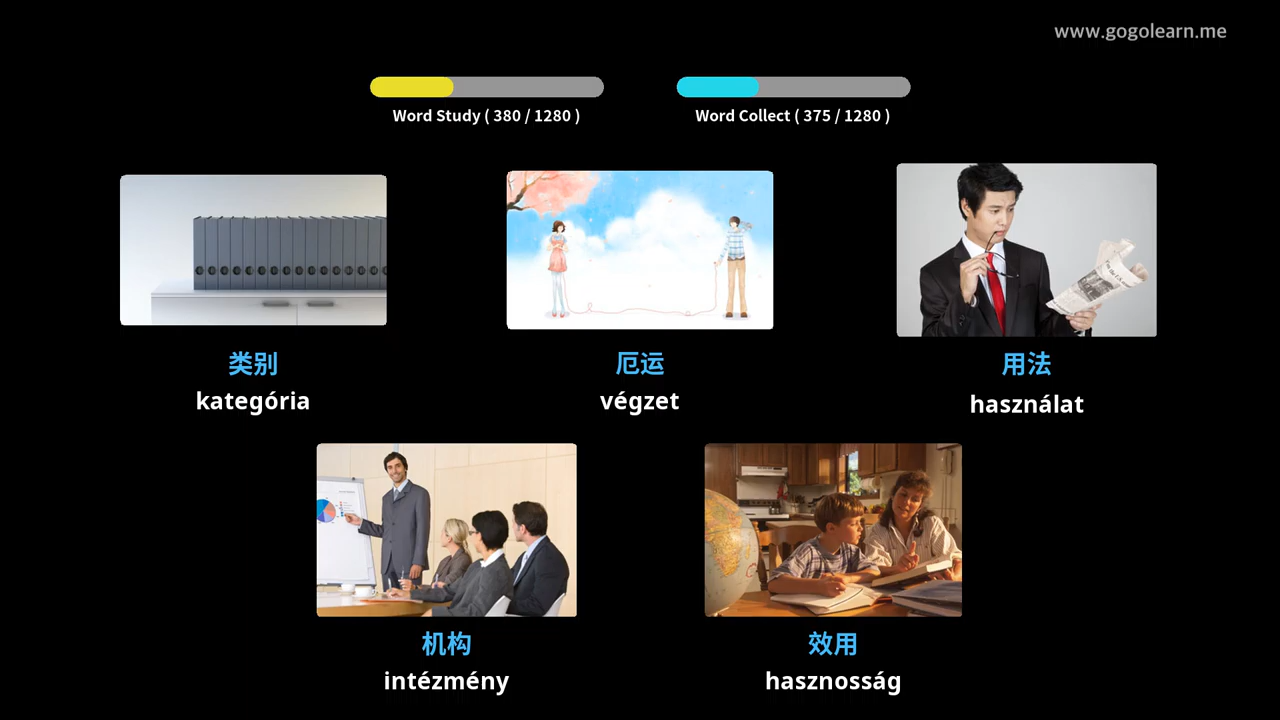 www.gogolearn.me
Word Study ( 380 / 1280 )
Word Collect ( 375 / 1280 )
类别
kategória
厄运
végzet
用法
használat
机构
intézmény
效用
hasznosság